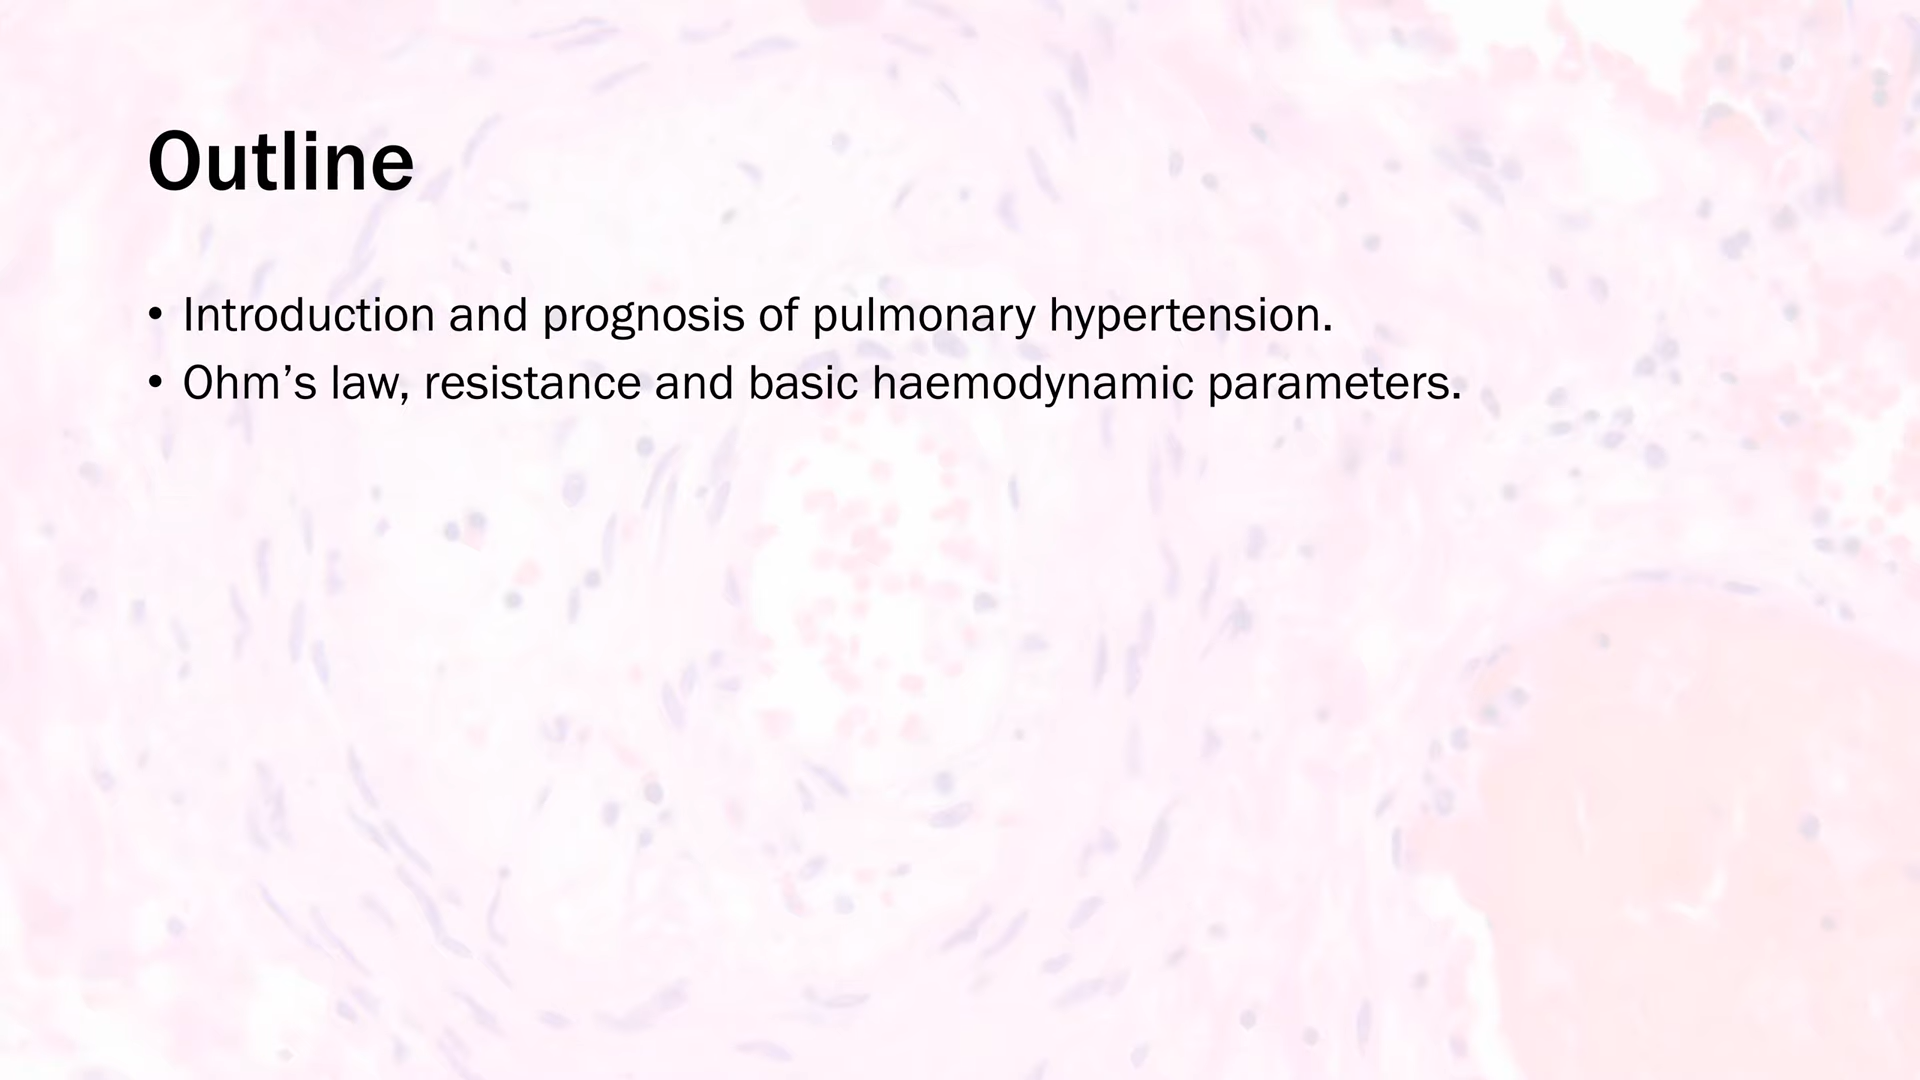 Outline
• Introduction and prognosis of pulmonary hypertension.
• Ohm’s law, resistance and basic haemodynamic parameters.